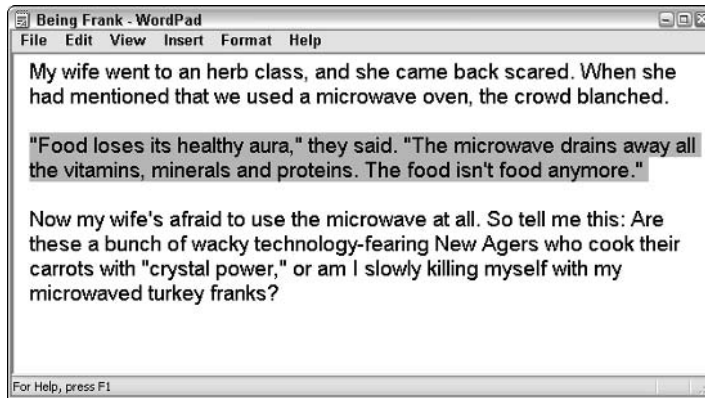 Being Frank - WordPad
File Edit View Insert Format Help
My wife went to an herb class, and she came back scared. When she
had mentioned that we used a microwave oven, the crowd blanched.
"Food loses its healthy aura," they said. "The microwave drains away all
the vitamins, minerals and proteins. The food isn't food anymore."
Now my wife's afraid to use the microwave at all. So tell me this: Are
these a bunch of wacky technology-fearing New Agers who cook their
carrots with "crystal power," or am I slowly killing myself with my
microwaved turkey franks?
For Help, press F1